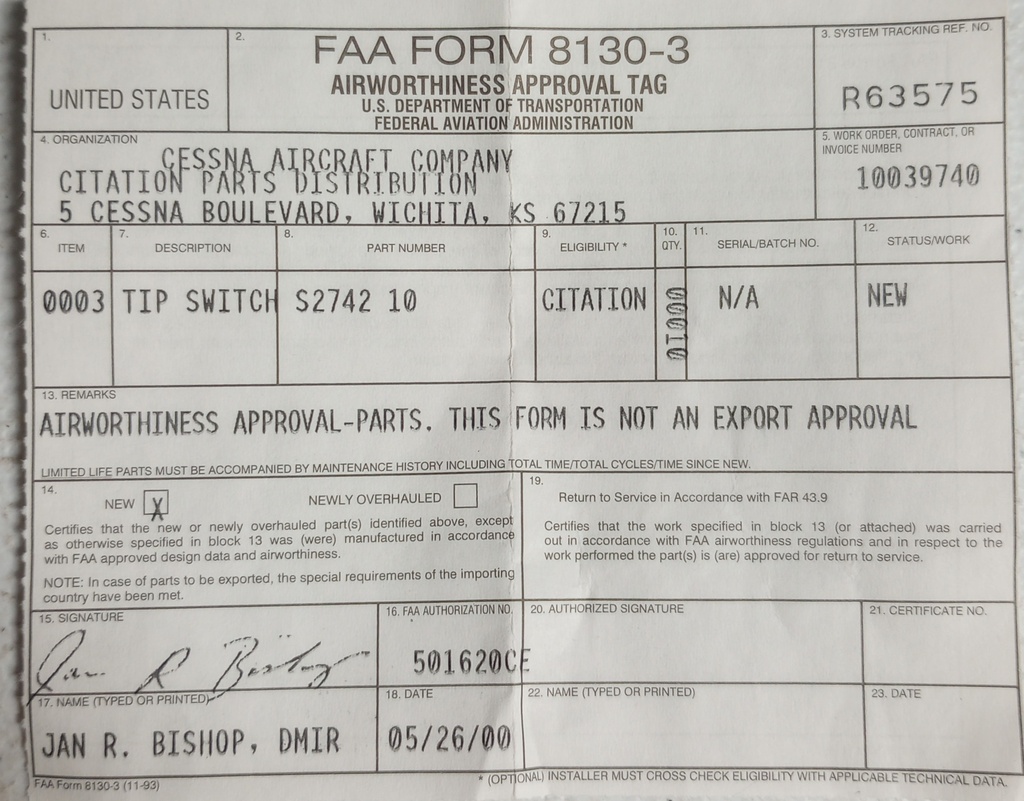 1.
UNITED STATES
2.
FAA FORM 8130-3
AIRWORTHINESS APPROVAL TAG
U.S. DEPARTMENT OF TRANSPORTATION
FEDERAL AVIATION ADMINISTRATION
3. SYSTEM TRACKING REF. NO.
R63575
4. ORGANIZATION
CESSNA AIRCRAFT COMPANY
CITATION PARTS DISTRIBUTION
5 CESSNA BOULEVARD, WICHITA, KS 67215
5. WORK ORDER, CONTRACT, OR
INVOICE NUMBER
10039740
6.
ITEM
7.
DESCRIPTION
8.
PART NUMBER
9.
ELIGIBILITY *
10.
QTY.
11.
SERIAL/BATCH NO.
12.
STATUS/WORK
0003
TIP SWITCH
S2742 10
CITATION
00010
N/A
NEW
13. REMARKS
AIRWORTHINESS APPROVAL-PARTS. THIS FORM IS NOT AN EXPORT APPROVAL
LIMITED LIFE PARTS MUST BE ACCOMPANIED BY MAINTENANCE HISTORY INCLUDING TOTAL TIME/TOTAL CYCLES/TIME SINCE NEW.
14.
NEW X
NEWLY OVERHAULED
Certifies that the new or newly overhauled part(s) identified above, except
as otherwise specified in block 13 was (were) manufactured in accordance
with FAA approved design data and airworthiness.
NOTE: In case of parts to be exported, the special requirements of the importing
country have been met.
19.
Return to Service in Accordance with FAR 43.9
Certifies that the work specified in block 13 (or attached) was carried
out in accordance with FAA airworthiness regulations and in respect to the
work performed the part(s) is (are) approved for return to service.
15. SIGNATURE
Jan R Bishop
16. FAA AUTHORIZATION NO.
501620CE
20. AUTHORIZED SIGNATURE
21. CERTIFICATE NO.
17. NAME (TYPED OR PRINTED)
JAN R. BISHOP, DMIR
18. DATE
05/26/00
22. NAME (TYPED OR PRINTED)
23. DATE
FAA Form 8130-3 (11-93)
* (OPTIONAL) INSTALLER MUST CROSS CHECK ELIGIBILITY WITH APPLICABLE TECHNICAL DATA.